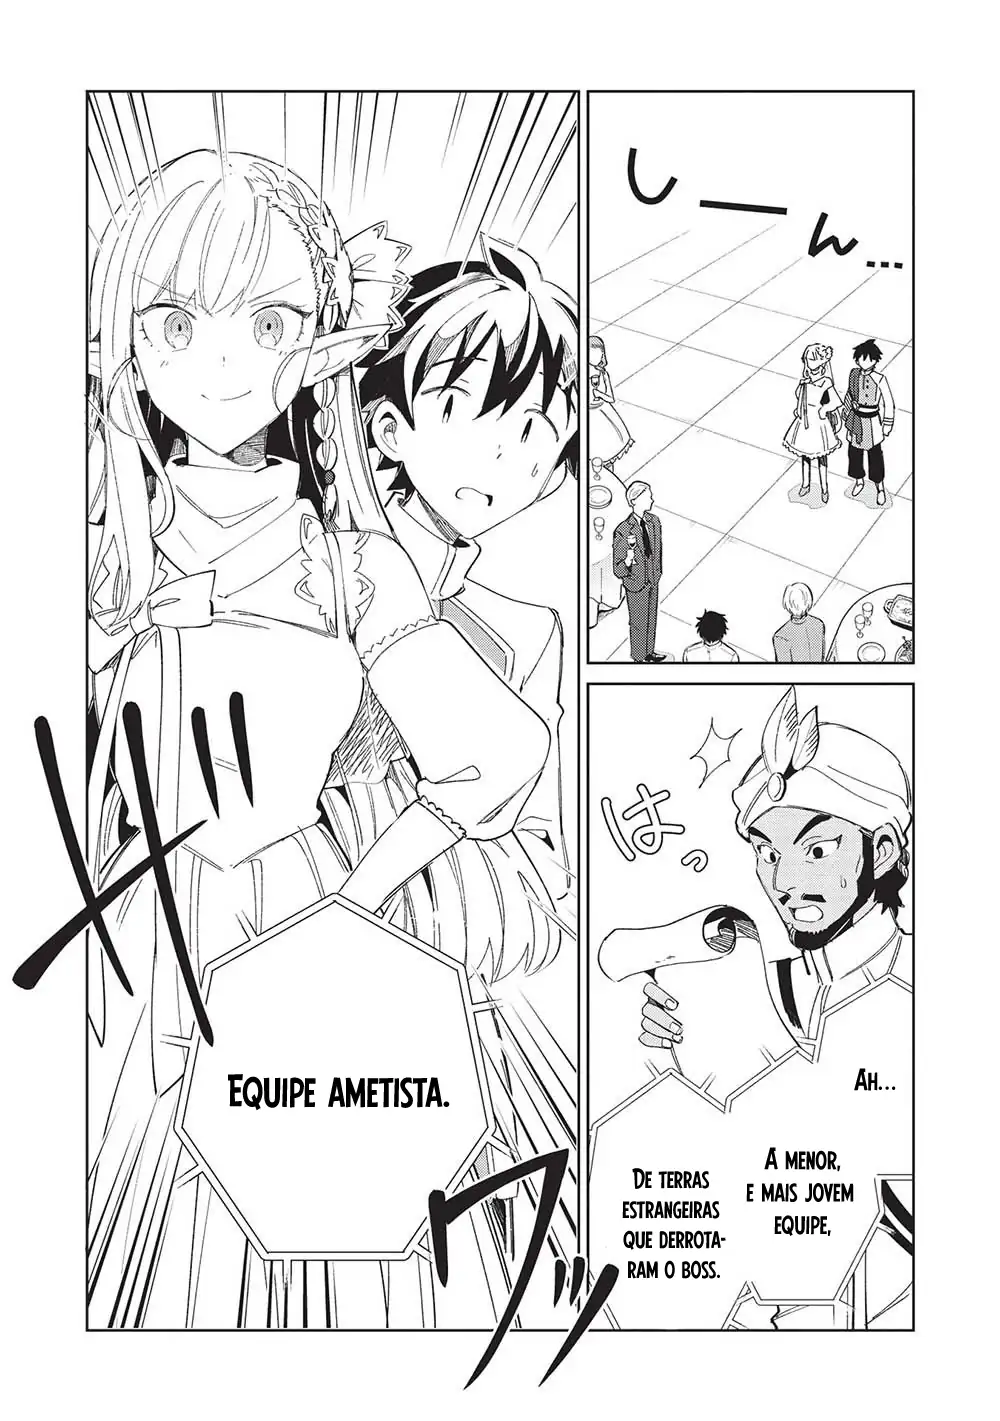 しーん...
はっ
AH...
A MENOR,
E MAIS JOVEM
EQUIPE,
DE TERRAS
ESTRANGEIRAS
QUE DERROTA-
RAM O BOSS.
EQUIPE AMETISTA.
ザワッ